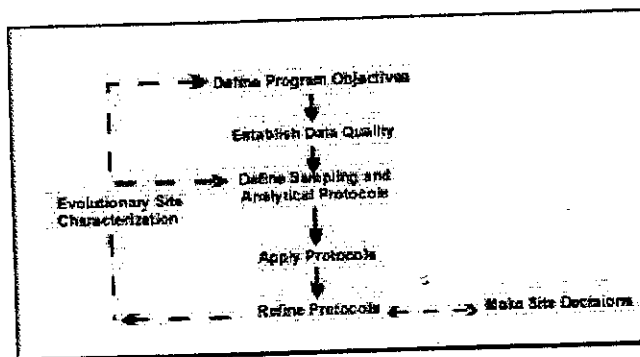 Define Program Objectives
Establish Data Quality
Define Sampling and
Analytical Protocols
Evolutionary Site
Characterization
Apply Protocols
Refine Protocols
Make Site Decisions